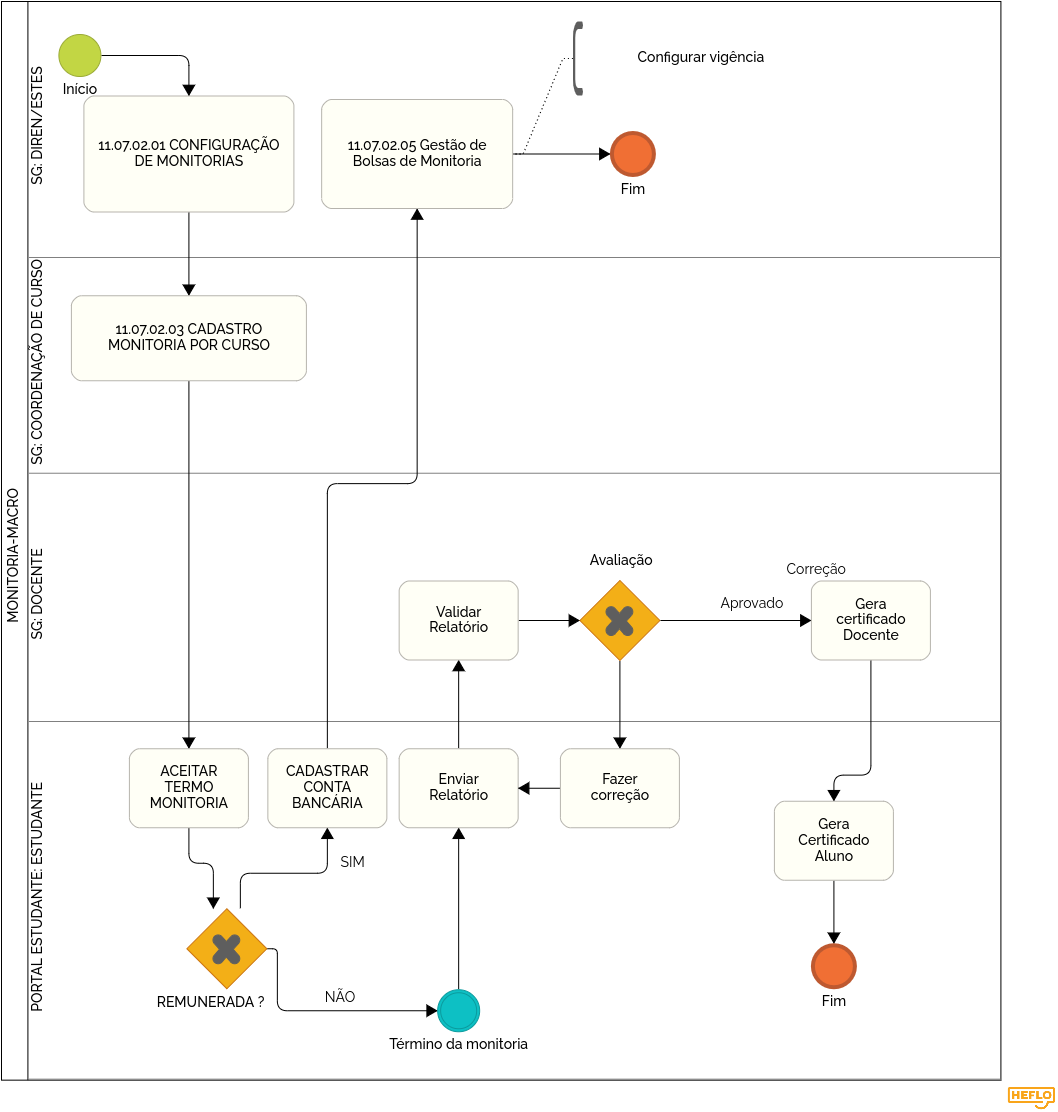 MONITORIA-MACRO
SG: DIREN/ESTES
Início
11.07.02.01 CONFIGURAÇÃO
DE MONITORIAS
11.07.02.05 Gestão de
Bolsas de Monitoria
Configurar vigência
Fim
SG: COORDENAÇÃO DE CURSO
11.07.02.03 CADASTRO
MONITORIA POR CURSO
SG: DOCENTE
Validar
Relatório
Avaliação
Aprovado
Correção
Gera
certificado
Docente
PORTAL ESTUDANTE: ESTUDANTE
ACEITAR
TERMO
MONITORIA
CADASTRAR
CONTA
BANCÁRIA
Enviar
Relatório
Fazer
correção
Gera
Certificado
Aluno
SIM
REMUNERADA ?
NÃO
Término da monitoria
Fim
HEFLO